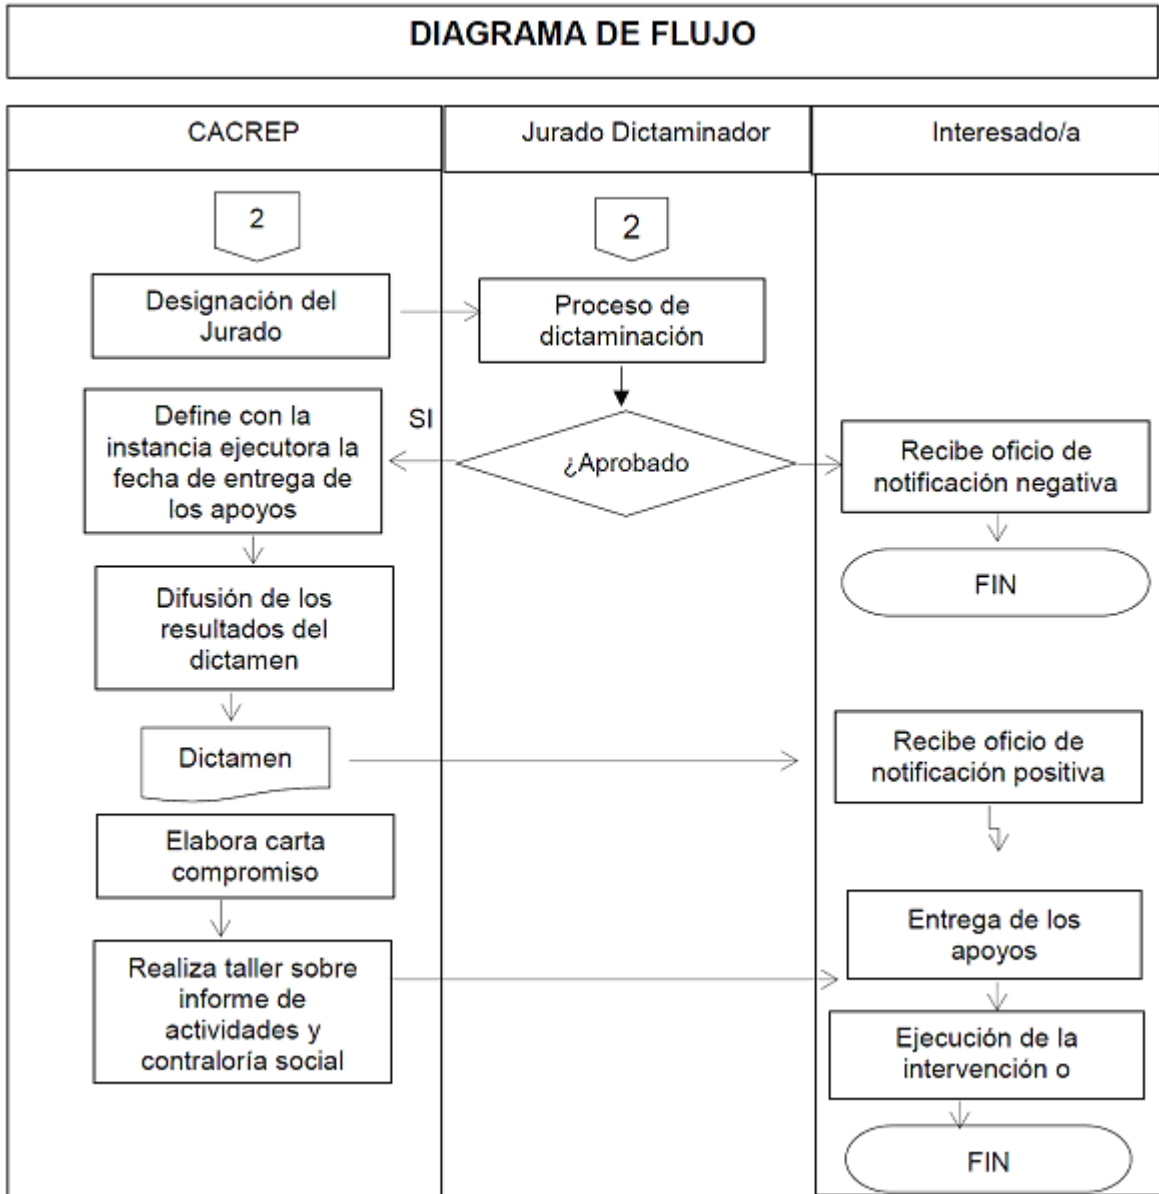 DIAGRAMA DE FLUJO
CACREP
Jurado Dictaminador
Interesado/a
2
2
Designación del
Jurado
Proceso de
dictaminación
Define con la
instancia ejecutora la
fecha de entrega de
los apoyos
SI
¿Aprobado
Recibe oficio de
notificación negativa
FIN
Difusión de los
resultados del
dictamen
Dictamen
Recibe oficio de
notificación positiva
Elabora carta
compromiso
Entrega de los
apoyos
Realiza taller sobre
informe de
actividades y
contraloría social
Ejecución de la
intervención o
FIN